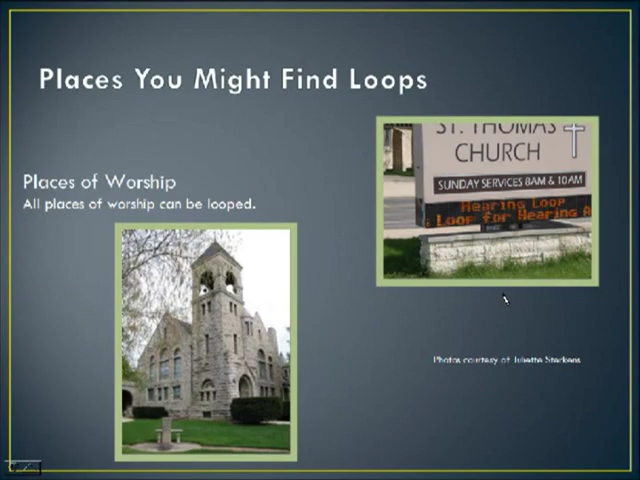 Places You Might Find Loops
Places of Worship
All places of worship can be looped.
ST. THOMAS
CHURCH
SUNDAY SERVICES 8AM & 10AM
Hearing Loop
Loop for Hearing A
Photos courtesy of Juliette Sterkens